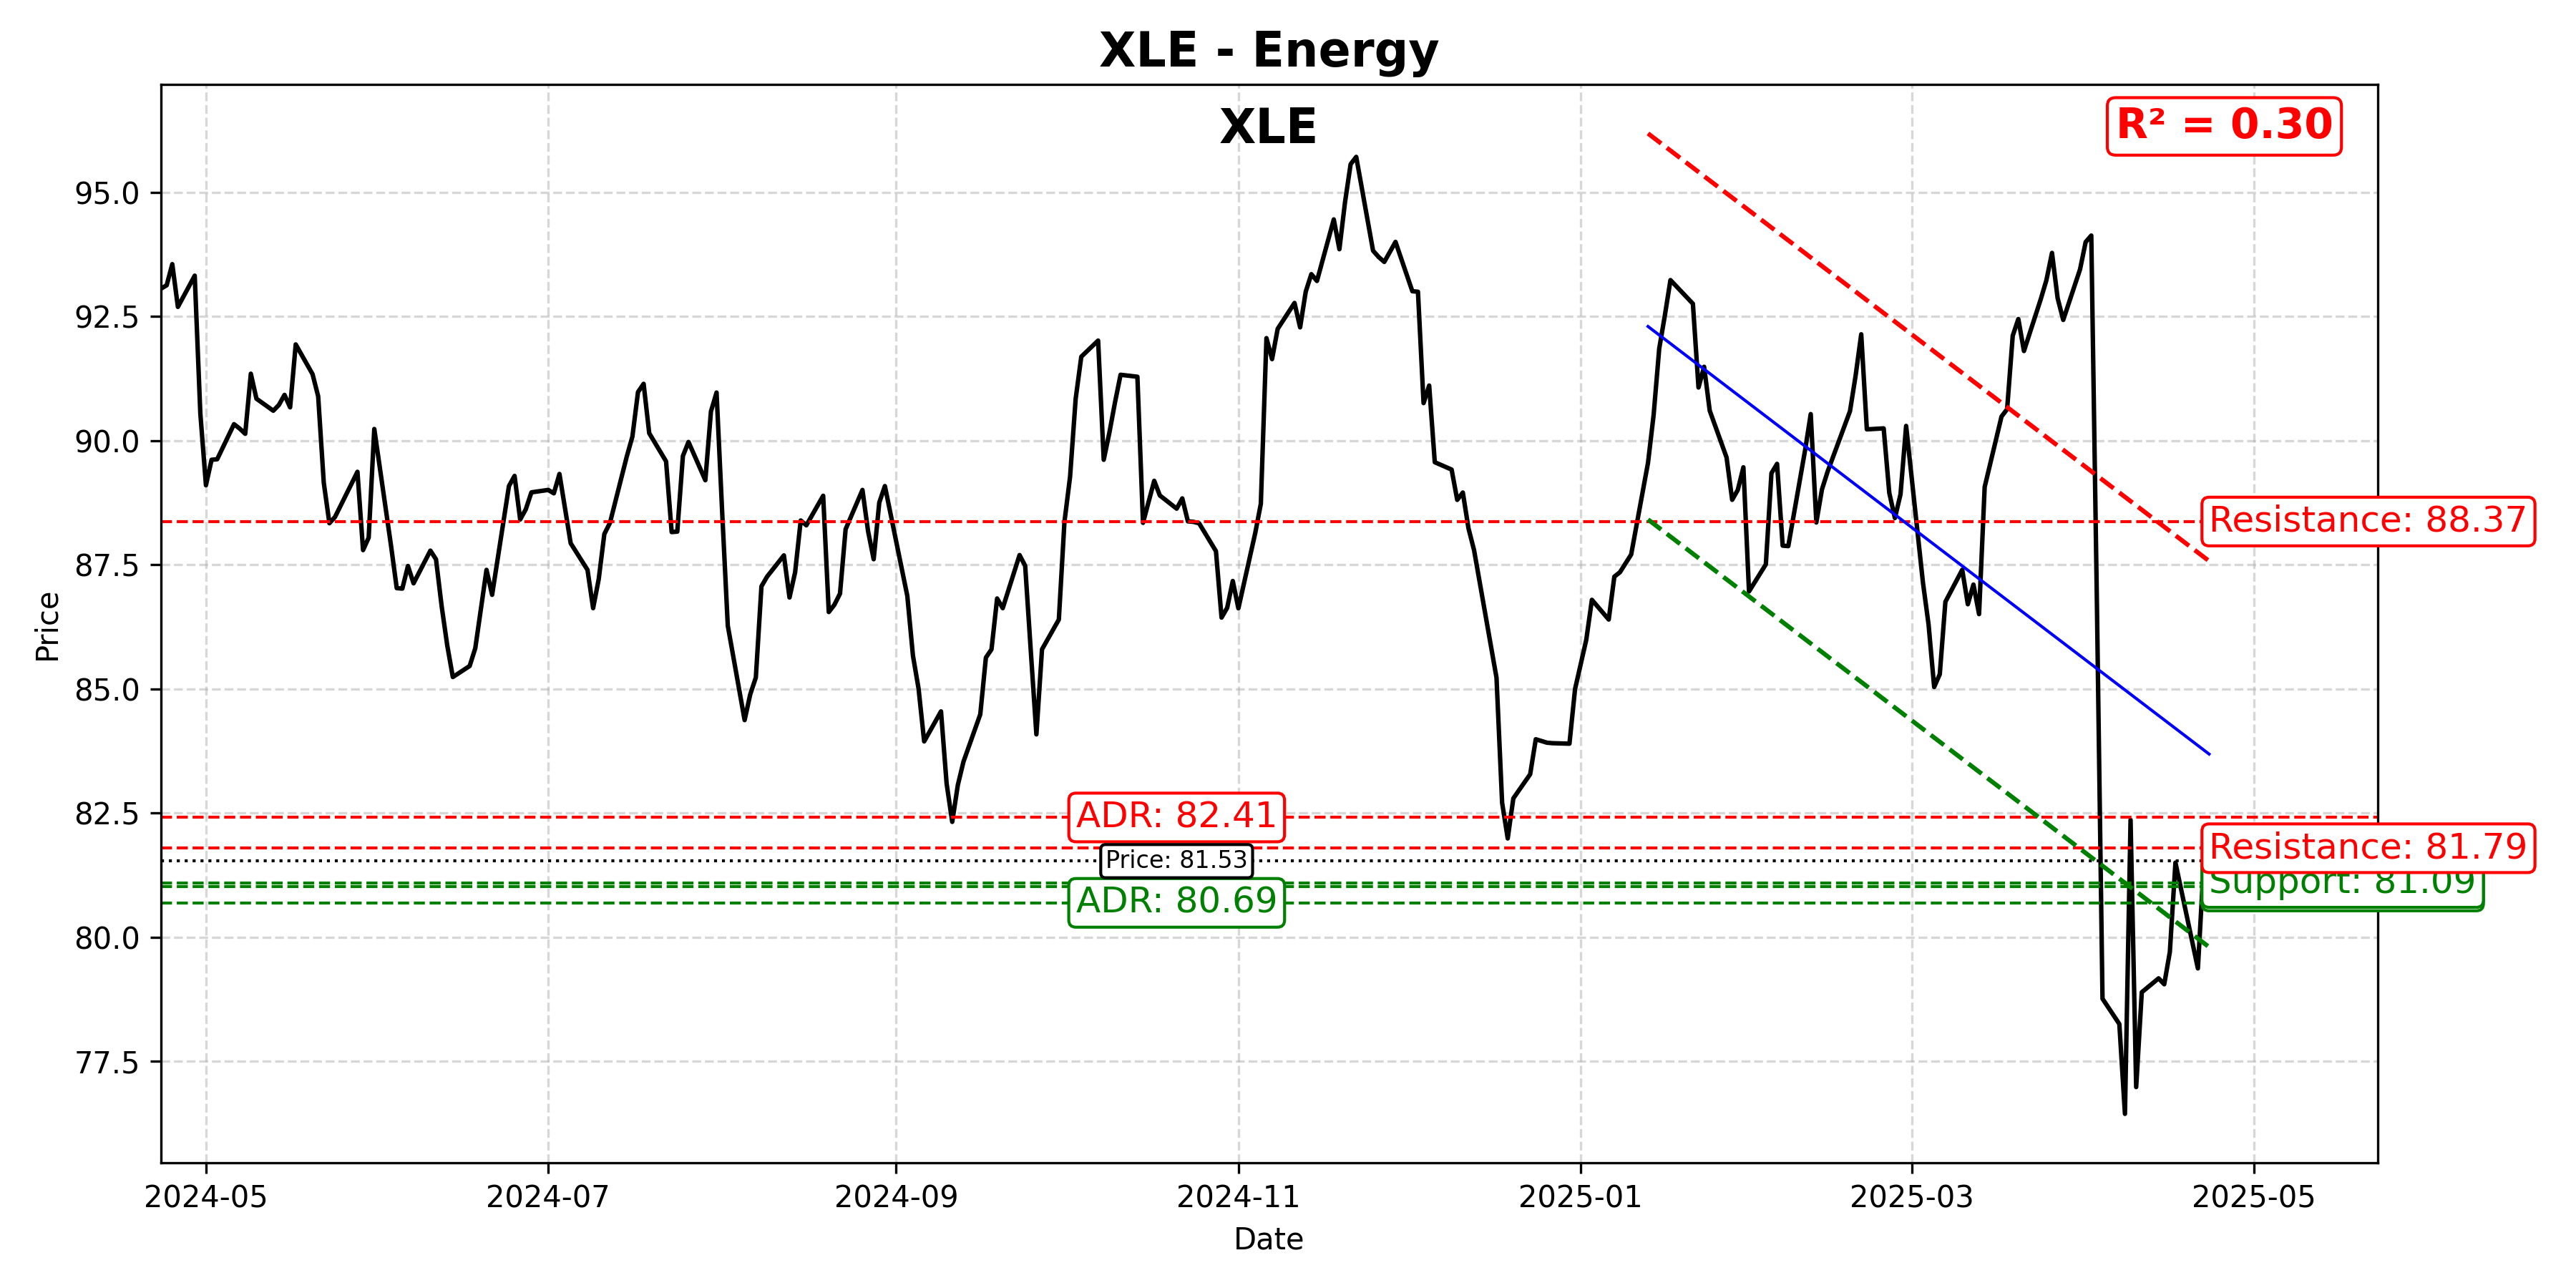 XLE - Energy
XLE
R² = 0.30
95.0
92.5
90.0
87.5
85.0
82.5
80.0
77.5
Price
Resistance: 88.37
ADR: 82.41
Resistance: 81.79
Price: 81.53
Support: 81.09
ADR: 80.69
2024-05
2024-07
2024-09
2024-11
2025-01
2025-03
2025-05
Date